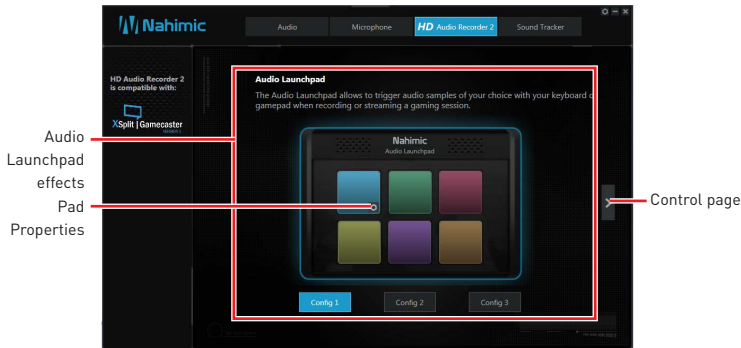 Nahimic
Audio
Microphone
HD Audio Recorder 2
Sound Tracker
HD Audio Recorder 2
is compatible with:
XSplit | Gamecaster
Audio Launchpad
The Audio Launchpad allows to trigger audio samples of your choice with your keyboard
gamepad when recording or streaming a gaming session.
Nahimic
Audio Launchpad
Config 1
Config 2
Config 3
Audio
Launchpad
effects
Pad
Properties
Control page